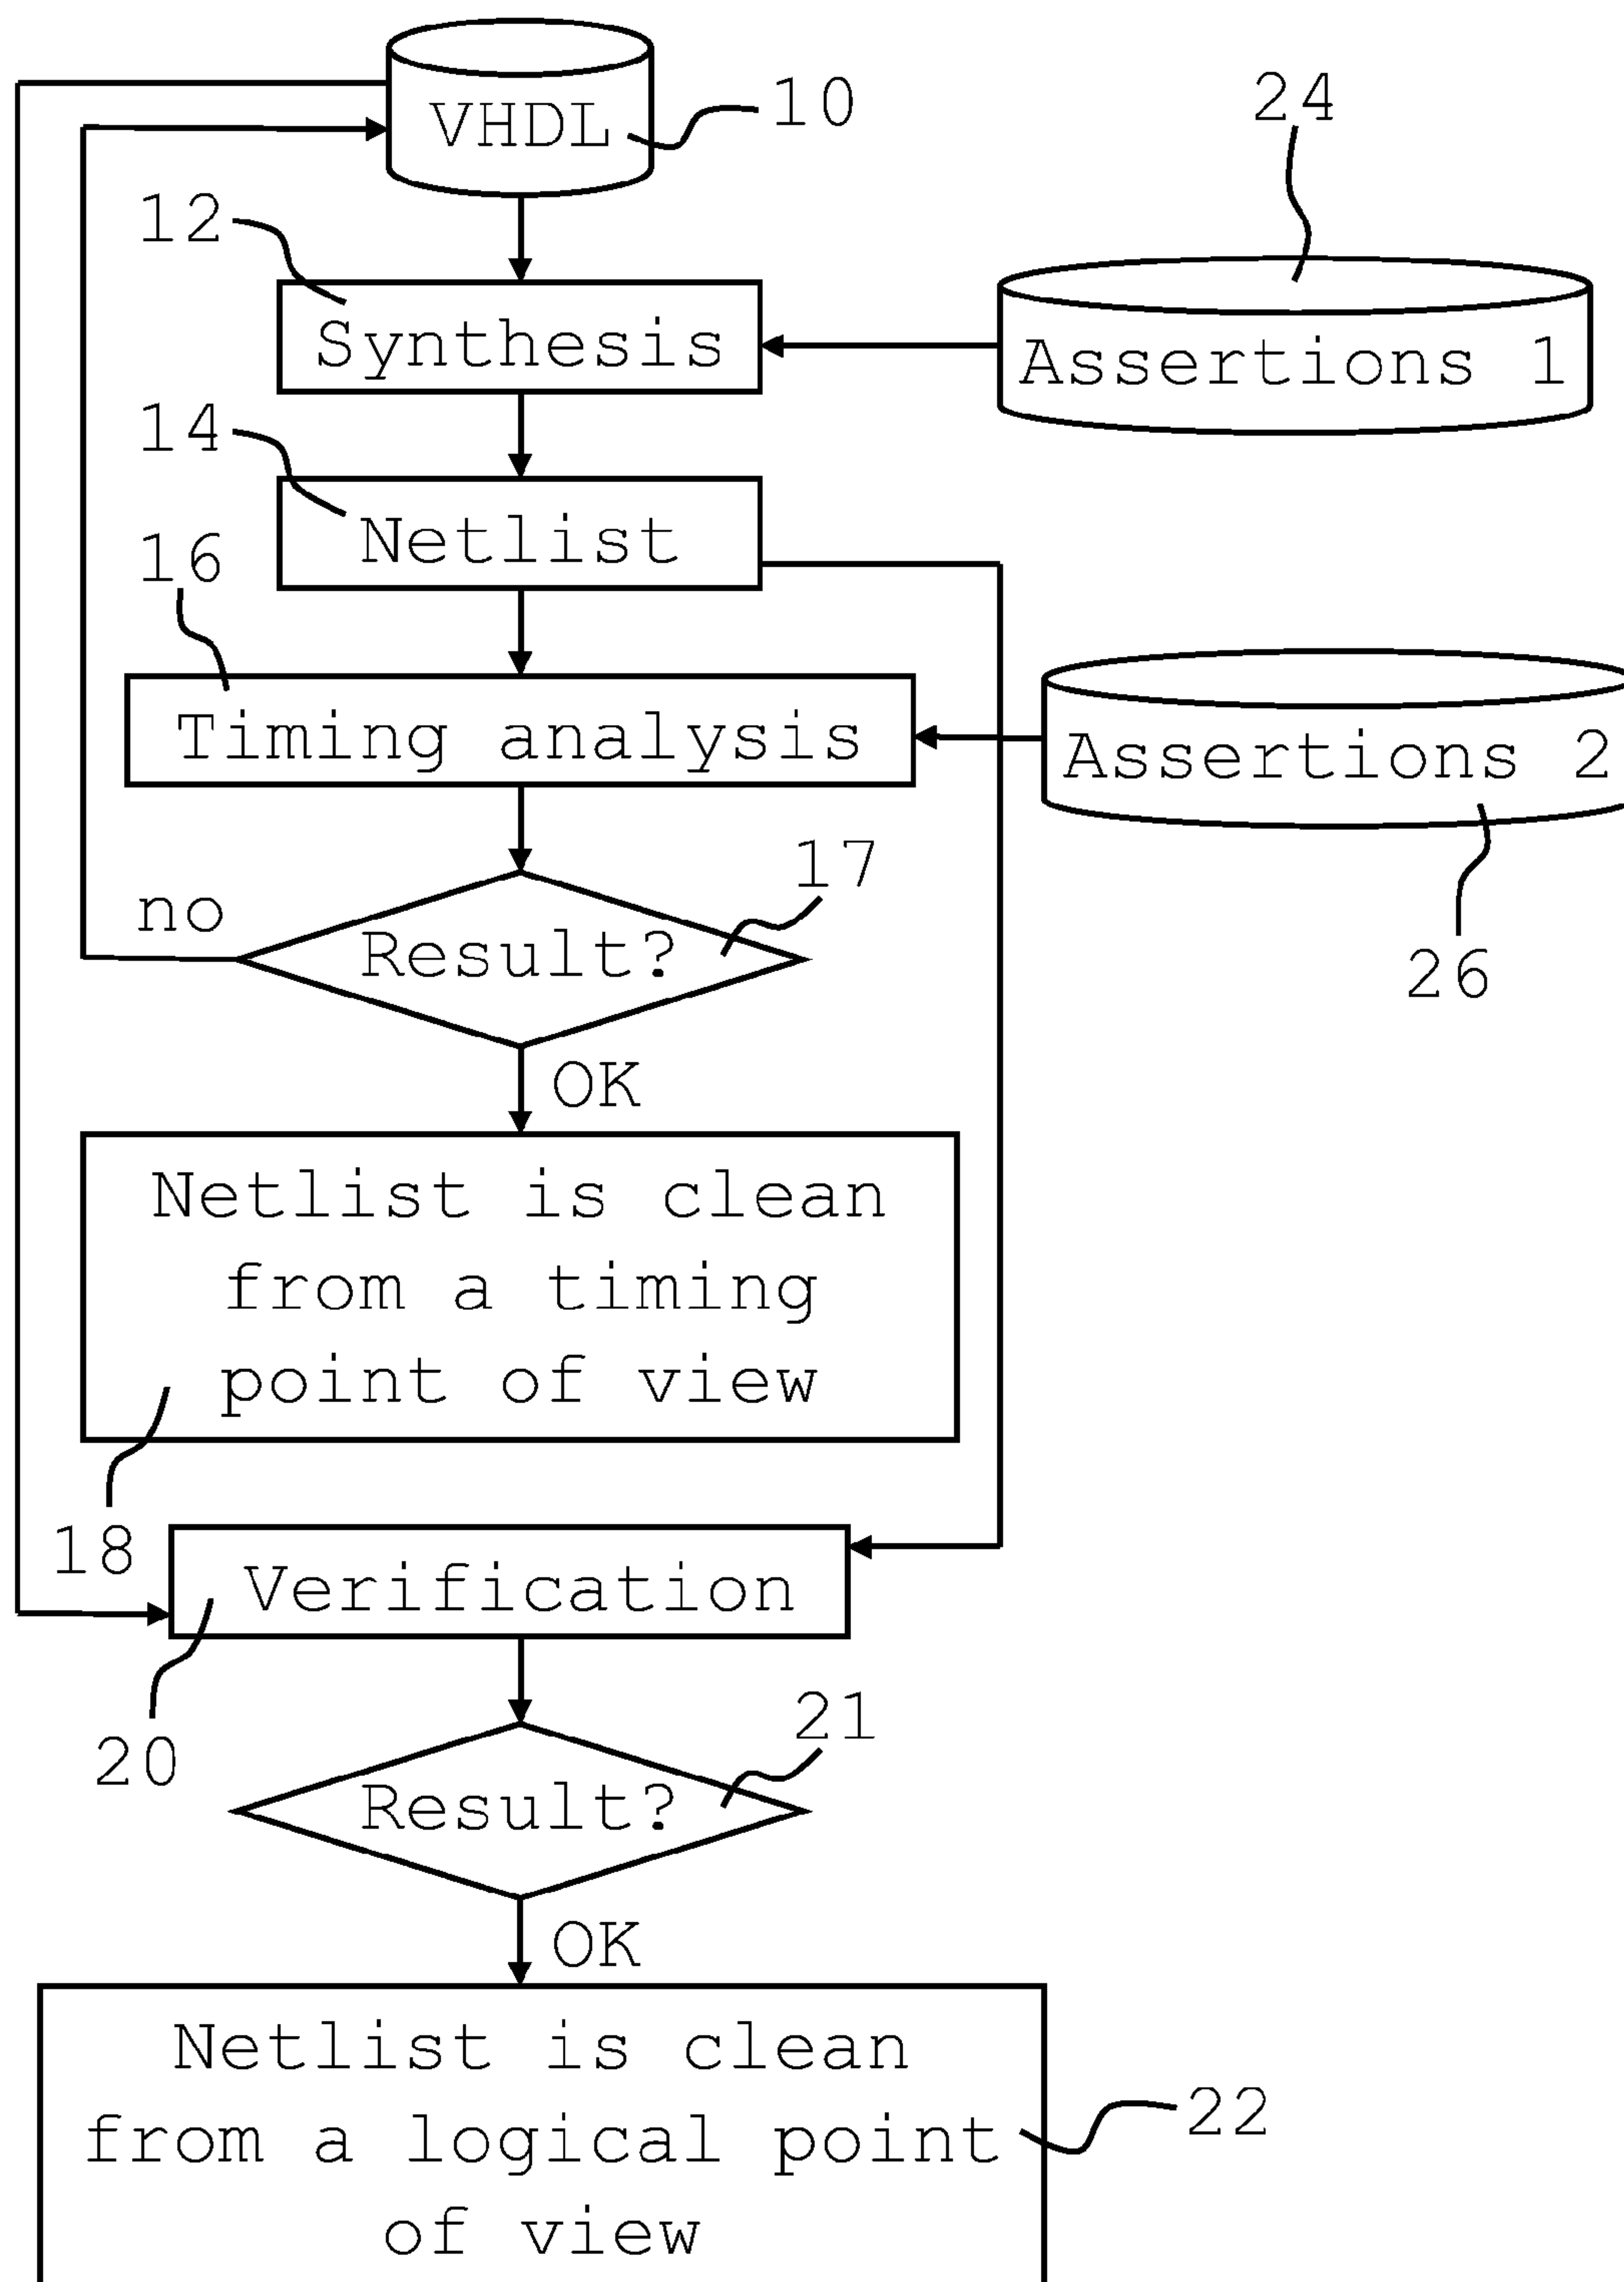 VHDL
10
24
12
Synthesis
Assertions 1
14
Netlist
16
Timing analysis
Assertions 2
17
no
Result?
26
OK
Netlist is clean
from a timing
point of view
18
Verification
20
21
Result?
OK
Netlist is clean
from a logical point
of view
22